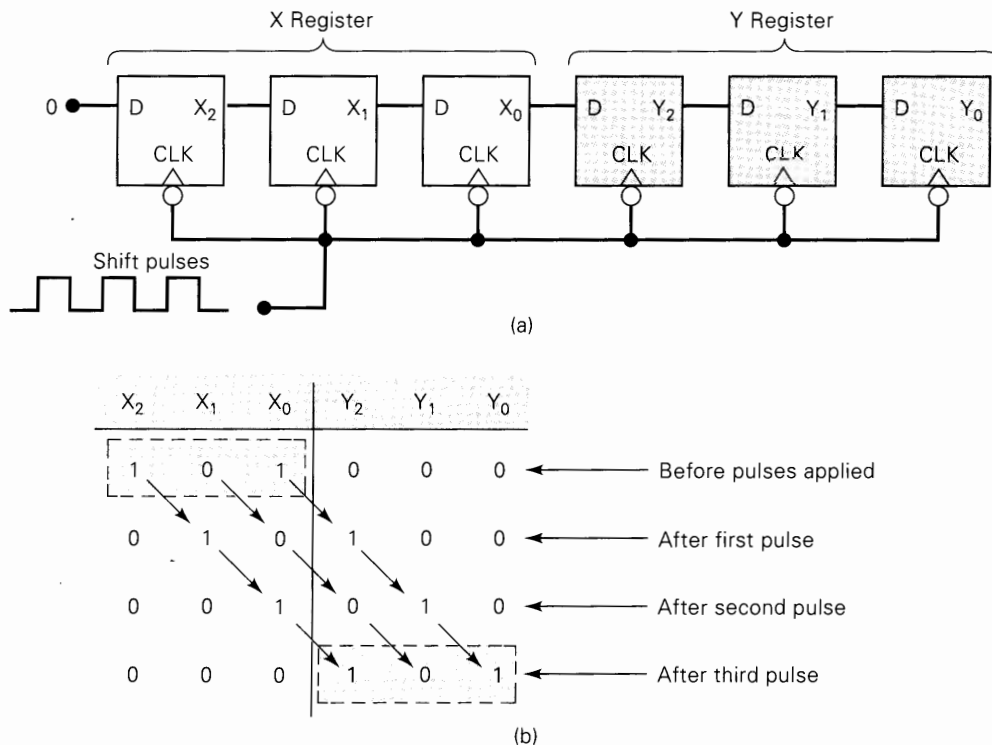 X Register Y Register
0 D X2 D X1 D X0 D Y2 D Y1 D Y0
CLK CLK CLK CLK CLK CLK
Shift pulses
(a)
X2 X1 X0 Y2 Y1 Y0
1 0 1 0 0 0 Before pulses applied
0 1 0 1 0 0 After first pulse
0 0 1 0 1 0 After second pulse
0 0 0 1 0 1 After third pulse
(b)